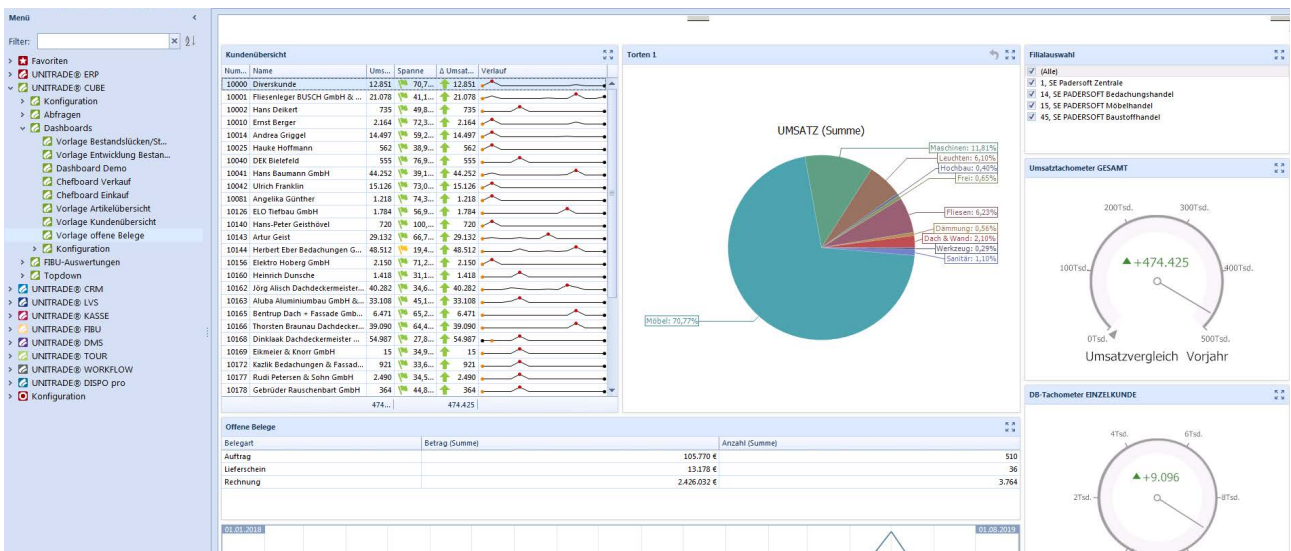 Menü
Filter:
Favoriten
UNITRADE® ERP
UNITRADE® CUBE
Konfiguration
Abfragen
Dashboards
Vorlage Bestandslücken/St...
Vorlage Entwicklung Bestan...
Dashboard Demo
Chefboard Verkauf
Chefboard Einkauf
Vorlage Artikelübersicht
Vorlage Kundenübersicht
Vorlage offene Belege
Konfiguration
FIBU-Auswertungen
Topdown
UNITRADE® CRM
UNITRADE® LVS
UNITRADE® KASSE
UNITRADE® FIBU
UNITRADE® DMS
UNITRADE® TOUR
UNITRADE® WORKFLOW
UNITRADE® DISPO pro
Konfiguration
Kundenübersicht
Num... Name Ums... Spanne Δ Umsat... Verlauf
10000 Diverskunde 12.851 70,7... 12.851
10001 Fliesenleger BUSCH GmbH & ... 21.078 41,1... 21.078
10002 Hans Deikert 735 49,8... 735
10010 Ernst Berger 2.164 72,3... 2.164
10014 Andrea Griggel 14.497 59,2... 14.497
10025 Hauke Hoffmann 562 38,9... 562
10040 DEK Bielefeld 555 76,9... 555
10041 Hans Baumann GmbH 44.252 39,1... 44.252
10042 Ulrich Franklin 15.126 73,0... 15.126
10081 Angelika Günther 1.218 74,3... 1.218
10126 ELO Tiefbau GmbH 1.784 56,9... 1.784
10140 Hans-Peter Geisthövel 720 100,... 720
10143 Artur Geist 29.132 66,7... 29.132
10144 Herbert Eber Bedachungen G... 48.512 19,4... 48.512
10156 Elektro Hoberg GmbH 2.150 71,2... 2.150
10160 Heinrich Dunsche 1.418 31,1... 1.418
10162 Jörg Alisch Dachdeckermeister... 40.282 34,6... 40.282
10163 Aluba Aluminiumbau GmbH &... 33.108 45,1... 33.108
10165 Bentrup Dach + Fassade Gmb... 6.471 65,2... 6.471
10166 Thorsten Braunau Dachdecker... 39.090 64,4... 39.090
10168 Dinklaak Dachdeckermeister ... 54.987 27,8... 54.987
10169 Eikmeier & Knorr GmbH 15 34,9... 15
10172 Kazlik Bedachungen & Fassad... 921 33,6... 921
10177 Rudi Petersen & Sohn GmbH 2.490 34,5... 2.490
10178 Gebrüder Rauschenbart GmbH 364 44,8... 364
474... 474.425
Torten 1
UMSATZ (Summe)
Maschinen: 11,81%
Leuchten: 6,10%
Hochbau: 0,40%
Frei: 0,65%
Fliesen: 6,23%
Dämmung: 0,56%
Dach & Wand: 2,10%
Werkzeug: 0,29%
Sanitär: 1,10%
Möbel: 70,77%
Filialauswahl
(Alle)
1, SE Padersoft Zentrale
14, SE PADERSOFT Bedachungshandel
15, SE PADERSOFT Möbelhandel
45, SE PADERSOFT Baustoffhandel
Umsatztachometer GESAMT
200Tsd. 300Tsd.
+474.425
100Tsd. 400Tsd.
0Tsd. 500Tsd.
Umsatzvergleich Vorjahr
DB-Tachometer EINZELKUNDE
4Tsd. 6Tsd.
+9.096
2Tsd. 8Tsd.
Offene Belege
Belegart Betrag (Summe) Anzahl (Summe)
Auftrag 105.770 € 510
Lieferschein 13.178 € 36
Rechnung 2.426.032 € 3.764
01.01.2018 01.08.2019